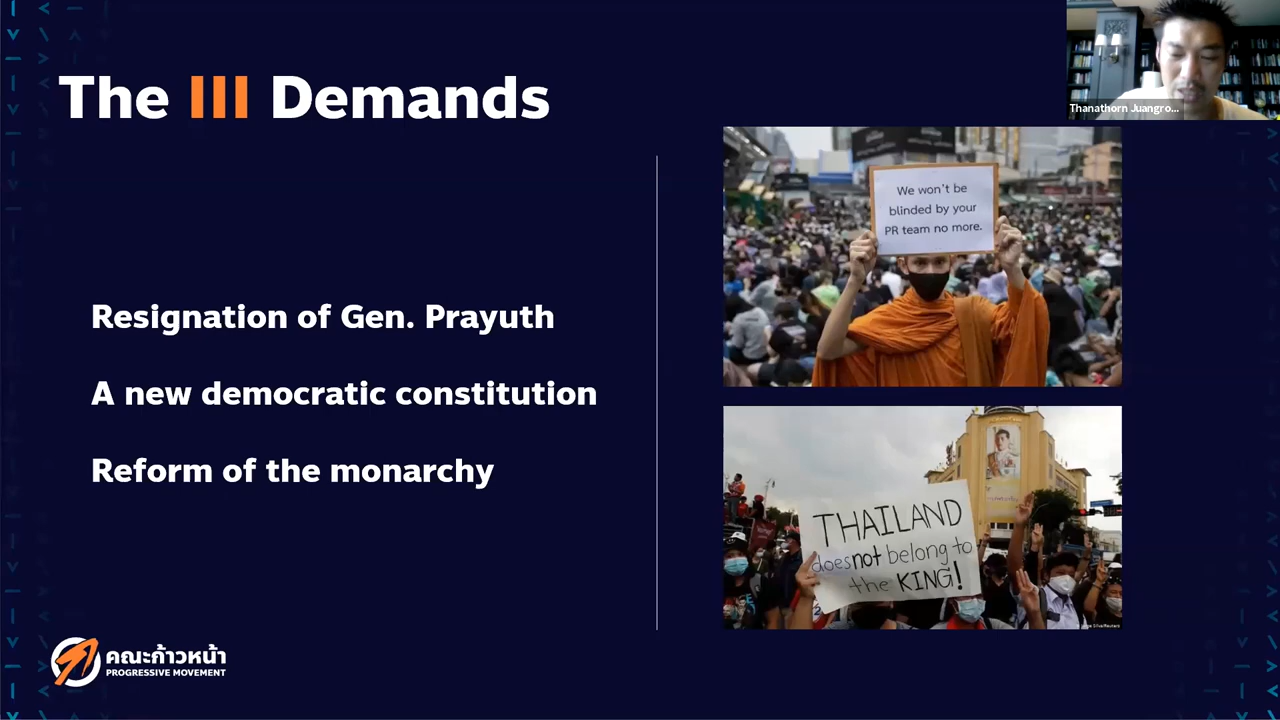 The III Demands
Thanathorn Juangro...
We won't be
blinded by your
PR team no more.
Resignation of Gen. Prayuth
A new democratic constitution
Reform of the monarchy
THAILAND
does not belong to
the KING!
คณะก้าวหน้า
PROGRESSIVE MOVEMENT